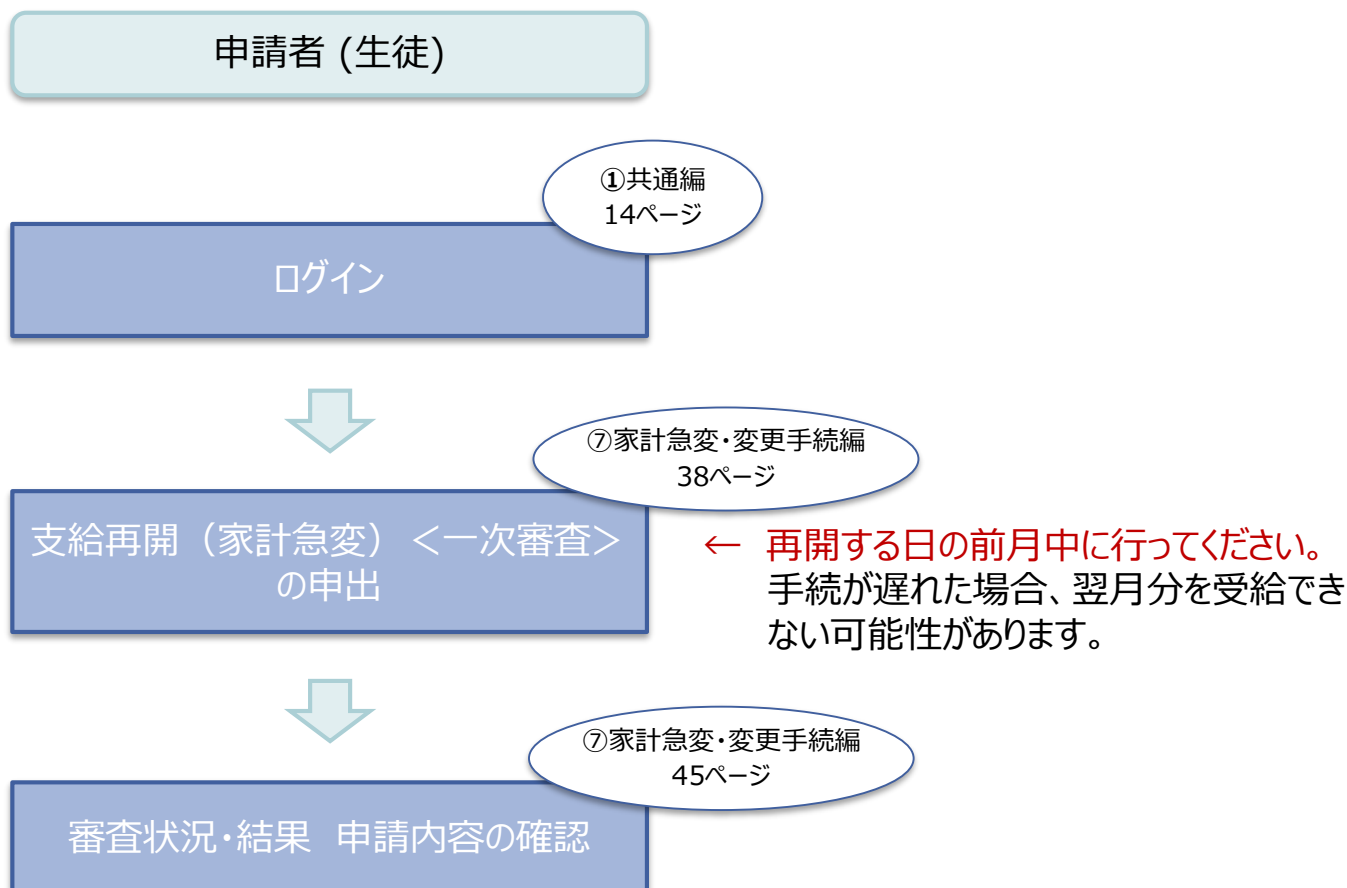 申請者 (生徒)
①共通編
14ページ
ログイン
⑦家計急変・変更手続編
38ページ
支給再開（家計急変）＜一次審査＞
の申出
← 再開する日の前月中に行ってください。
手続が遅れた場合、翌月分を受給でき
ない可能性があります。
⑦家計急変・変更手続編
45ページ
審査状況・結果 申請内容の確認